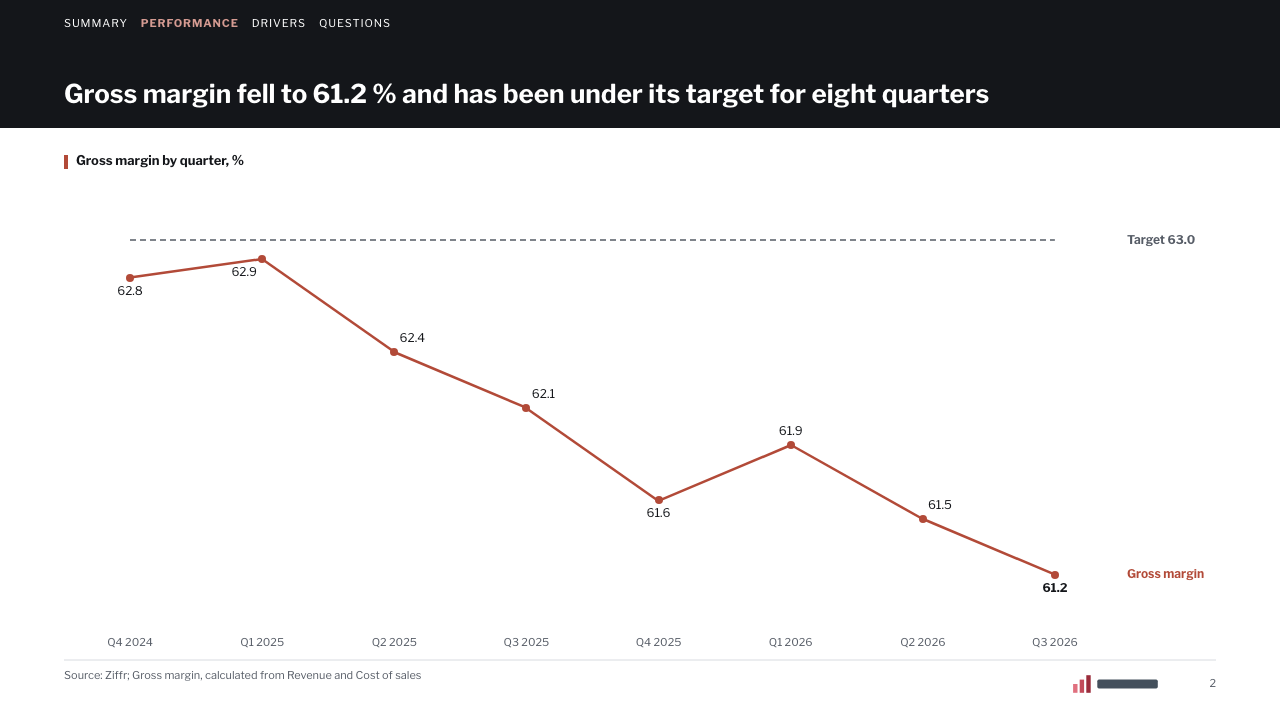 SUMMARY PERFORMANCE DRIVERS QUESTIONS
Gross margin fell to 61.2 % and has been under its target for eight quarters
Gross margin by quarter, %
Target 63.0
62.8
62.9
62.4
62.1
61.6
61.9
61.5
61.2
Gross margin
Q4 2024 Q1 2025 Q2 2025 Q3 2025 Q4 2025 Q1 2026 Q2 2026 Q3 2026
Source: Ziffr; Gross margin, calculated from Revenue and Cost of sales
2